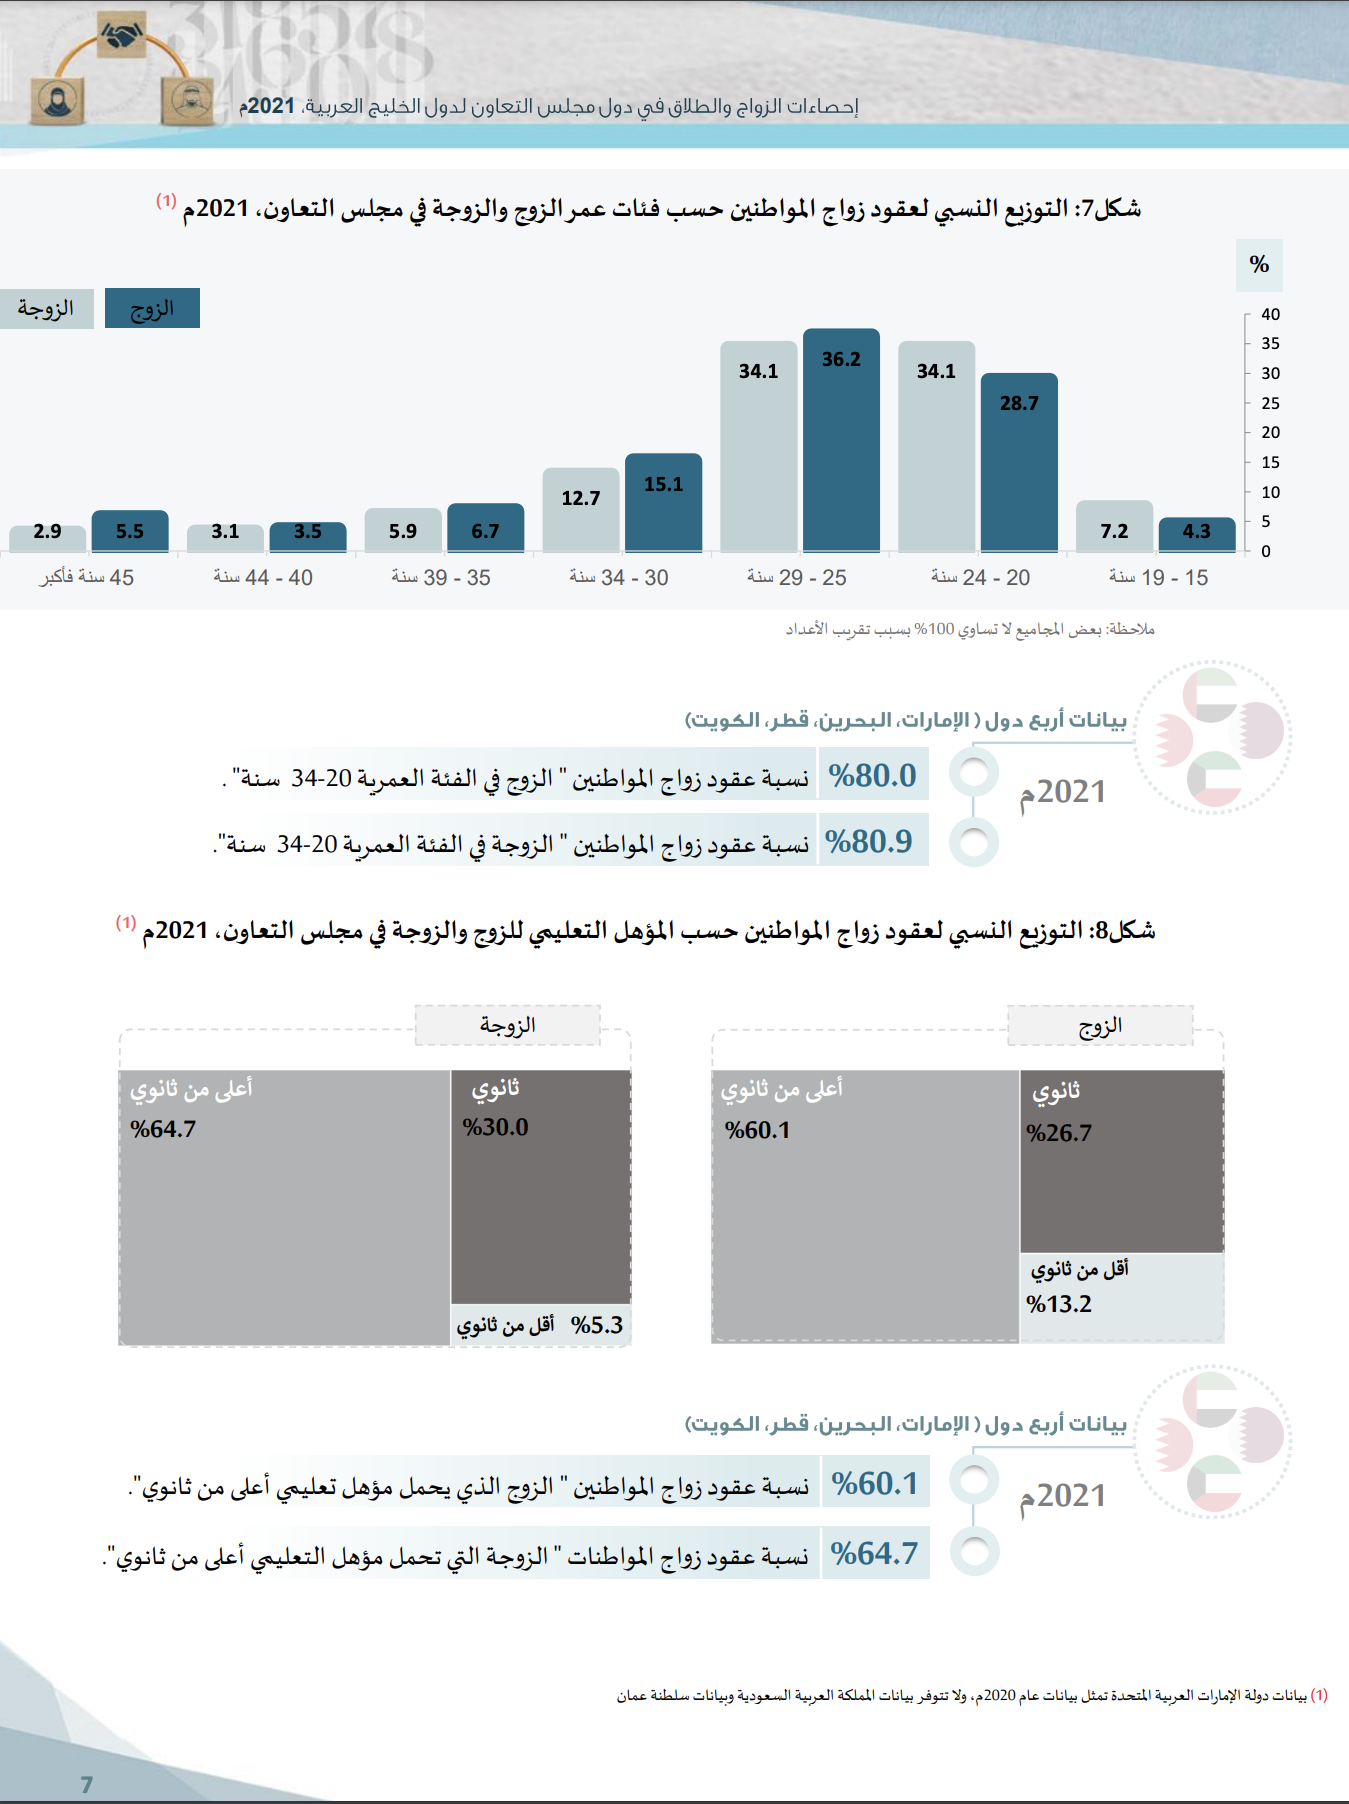 إحصاءات الزواج والطلاق في دول مجلس التعاون لدول الخليج العربية، 2021م
شكل7: التوزيع النسبي لعقود زواج المواطنين حسب فئات عمر الزوج والزوجة في مجلس التعاون، 2021م (1)
%
الزوج
الزوجة
40
35
30
25
20
15
10
5
0
4.3
7.2
28.7
34.1
36.2
34.1
15.1
12.7
6.7
5.9
3.5
3.1
5.5
2.9
15 - 19 سنة
20 - 24 سنة
25 - 29 سنة
30 - 34 سنة
35 - 39 سنة
40 - 44 سنة
45 سنة فأكبر
ملاحظة: بعض المجاميع لا تساوي 100% بسبب تقريب الأعداد
بيانات أربع دول ( الإمارات، البحرين، قطر، الكويت)
2021م
%80.0 نسبة عقود زواج المواطنين " الزوج في الفئة العمرية 20-34 سنة" .
%80.9 نسبة عقود زواج المواطنين " الزوجة في الفئة العمرية 20-34 سنة".
شكل8: التوزيع النسبي لعقود زواج المواطنين حسب المؤهل التعليمي للزوج والزوجة في مجلس التعاون، 2021م (1)
الزوج
ثانوي
%26.7
أعلى من ثانوي
%60.1
أقل من ثانوي
%13.2
الزوجة
ثانوي
%30.0
أعلى من ثانوي
%64.7
%5.3 أقل من ثانوي
بيانات أربع دول ( الإمارات، البحرين، قطر، الكويت)
2021م
%60.1 نسبة عقود زواج المواطنين " الزوج الذي يحمل مؤهل تعليمي أعلى من ثانوي".
%64.7 نسبة عقود زواج المواطنات " الزوجة التي تحمل مؤهل التعليمي أعلى من ثانوي".
(1) بيانات دولة الإمارات العربية المتحدة تمثل بيانات عام 2020م، ولا تتوفر بيانات المملكة العربية السعودية وبيانات سلطنة عمان
7